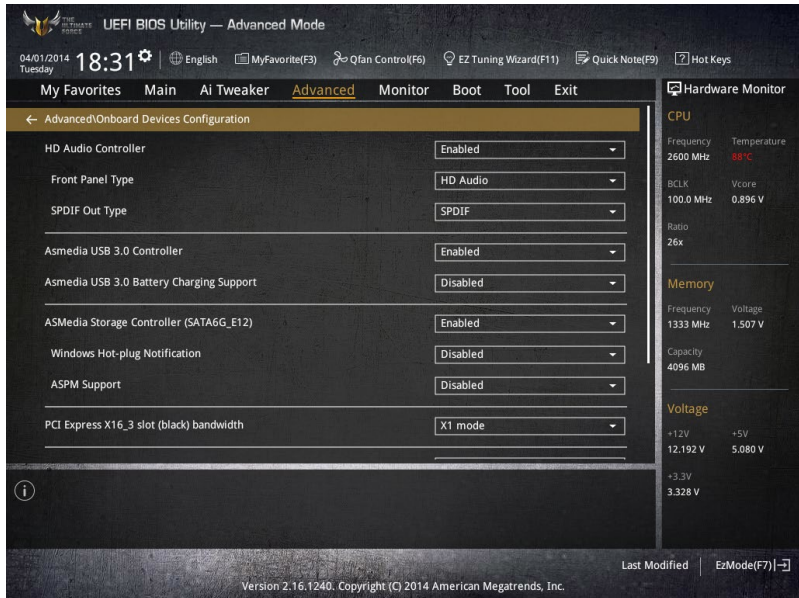 THE ULTIMATE FORCE
UEFI BIOS Utility — Advanced Mode
04/01/2014
Tuesday
18:31
English
MyFavorite(F3)
Qfan Control(F6)
EZ Tuning Wizard(F11)
Quick Note(F9)
? Hot Keys
My Favorites
Main
Ai Tweaker
Advanced
Monitor
Boot
Tool
Exit
Advanced\Onboard Devices Configuration
HD Audio Controller Enabled
Front Panel Type HD Audio
SPDIF Out Type SPDIF
Asmedia USB 3.0 Controller Enabled
Asmedia USB 3.0 Battery Charging Support Disabled
ASMedia Storage Controller (SATA6G_E12) Enabled
Windows Hot-plug Notification Disabled
ASPM Support Disabled
PCI Express X16_3 slot (black) bandwidth X1 mode
Hardware Monitor
CPU
Frequency Temperature
2600 MHz 88°C
BCLK Vcore
100.0 MHz 0.896 V
Ratio
26x
Memory
Frequency Voltage
1333 MHz 1.507 V
Capacity
4096 MB
Voltage
+12V +5V
12.192 V 5.080 V
+3.3V
3.328 V
Last Modified
EzMode(F7)
Version 2.16.1240. Copyright (C) 2014 American Megatrends, Inc.